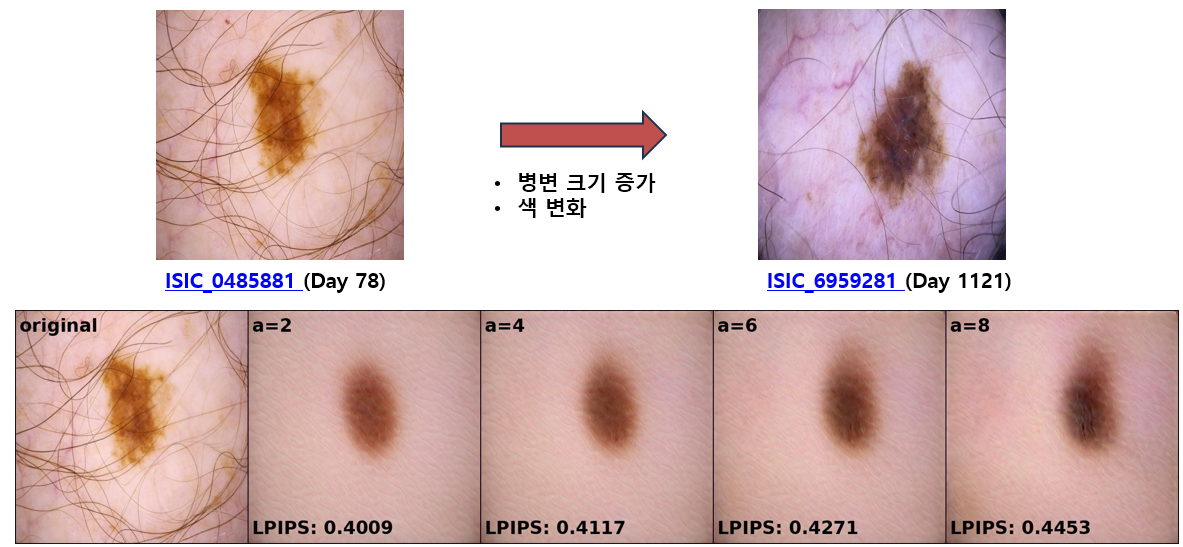 • 병변 크기 증가
• 색 변화
ISIC_0485881 (Day 78)
ISIC_6959281 (Day 1121)
original
a=2
a=4
a=6
a=8
LPIPS: 0.4009
LPIPS: 0.4117
LPIPS: 0.4271
LPIPS: 0.4453